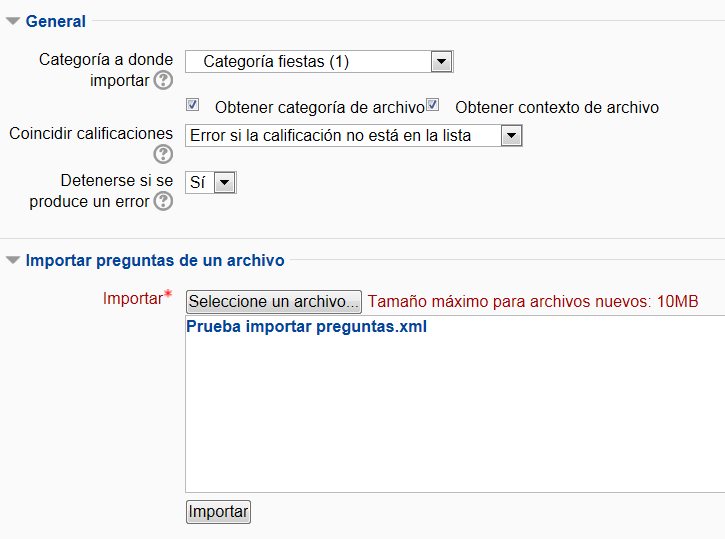 General
Categoría a donde importar
Categoría fiestas (1)
Obtener categoría de archivo Obtener contexto de archivo
Coincidir calificaciones
Error si la calificación no está en la lista
Detenerse si se produce un error
Sí
Importar preguntas de un archivo
Importar*
Seleccione un archivo... Tamaño máximo para archivos nuevos: 10MB
Prueba importar preguntas.xml
Importar